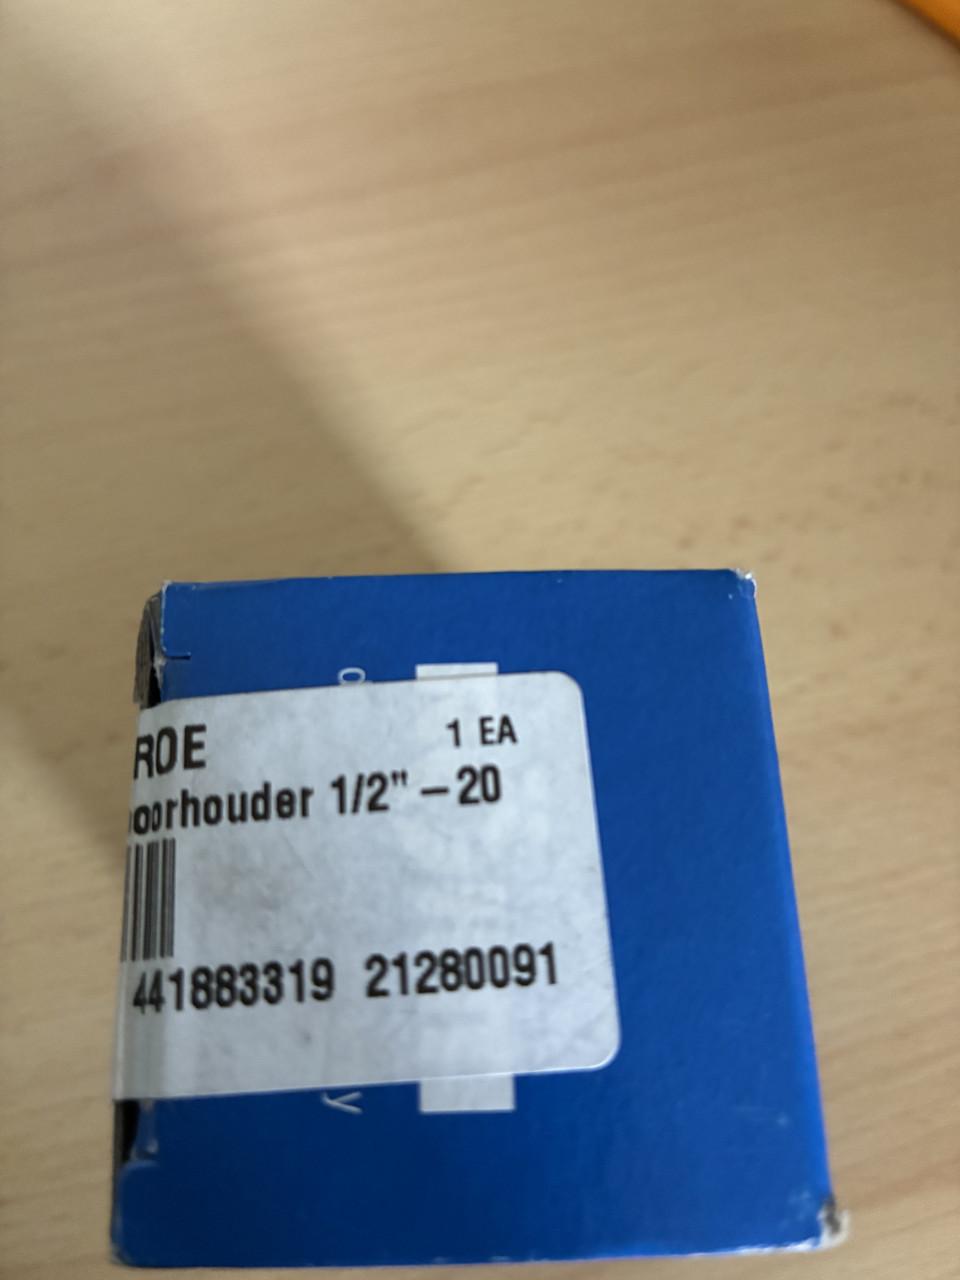 ROE 1 EA
oorhouder 1/2" – 20
441883319 21280091
y